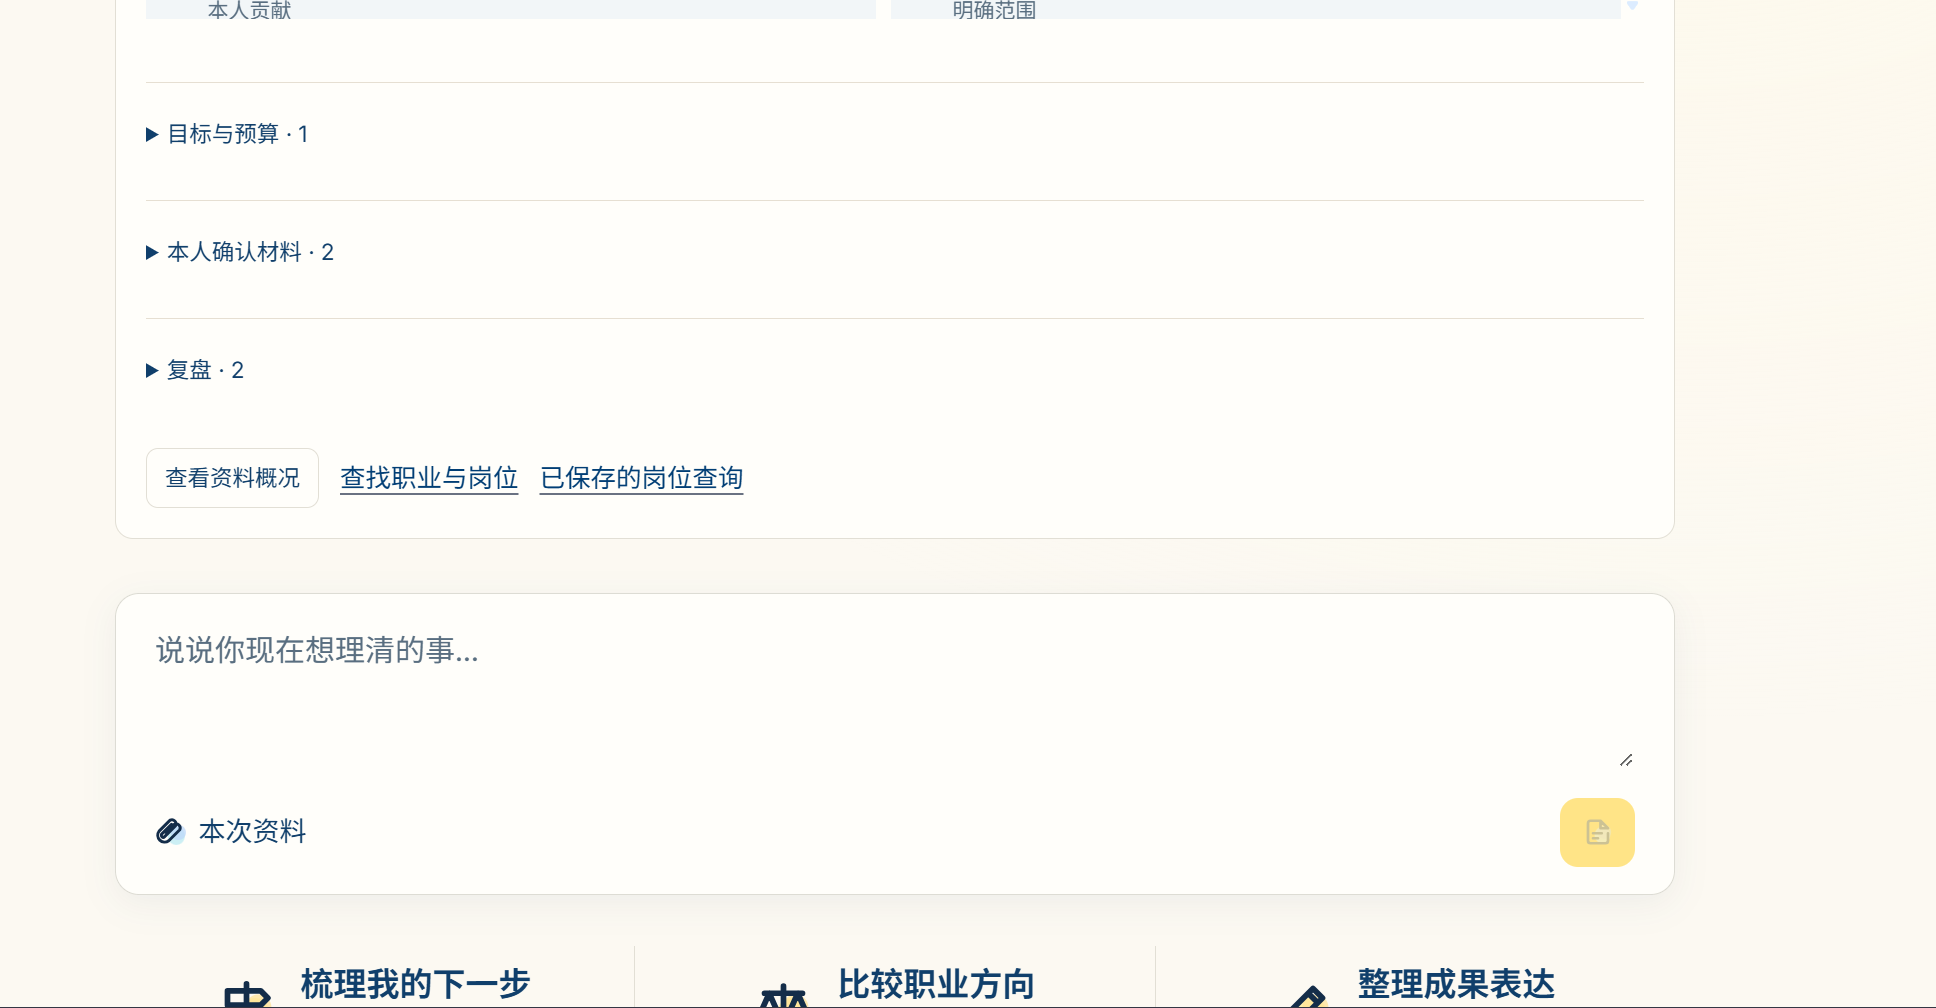 本人贡献
明确范围
目标与预算 · 1
本人确认材料 · 2
复盘 · 2
查看资料概况 查找职业与岗位 已保存的岗位查询
说说你现在想理清的事...
本次资料
梳理我的下一步
比较职业方向
整理成果表达